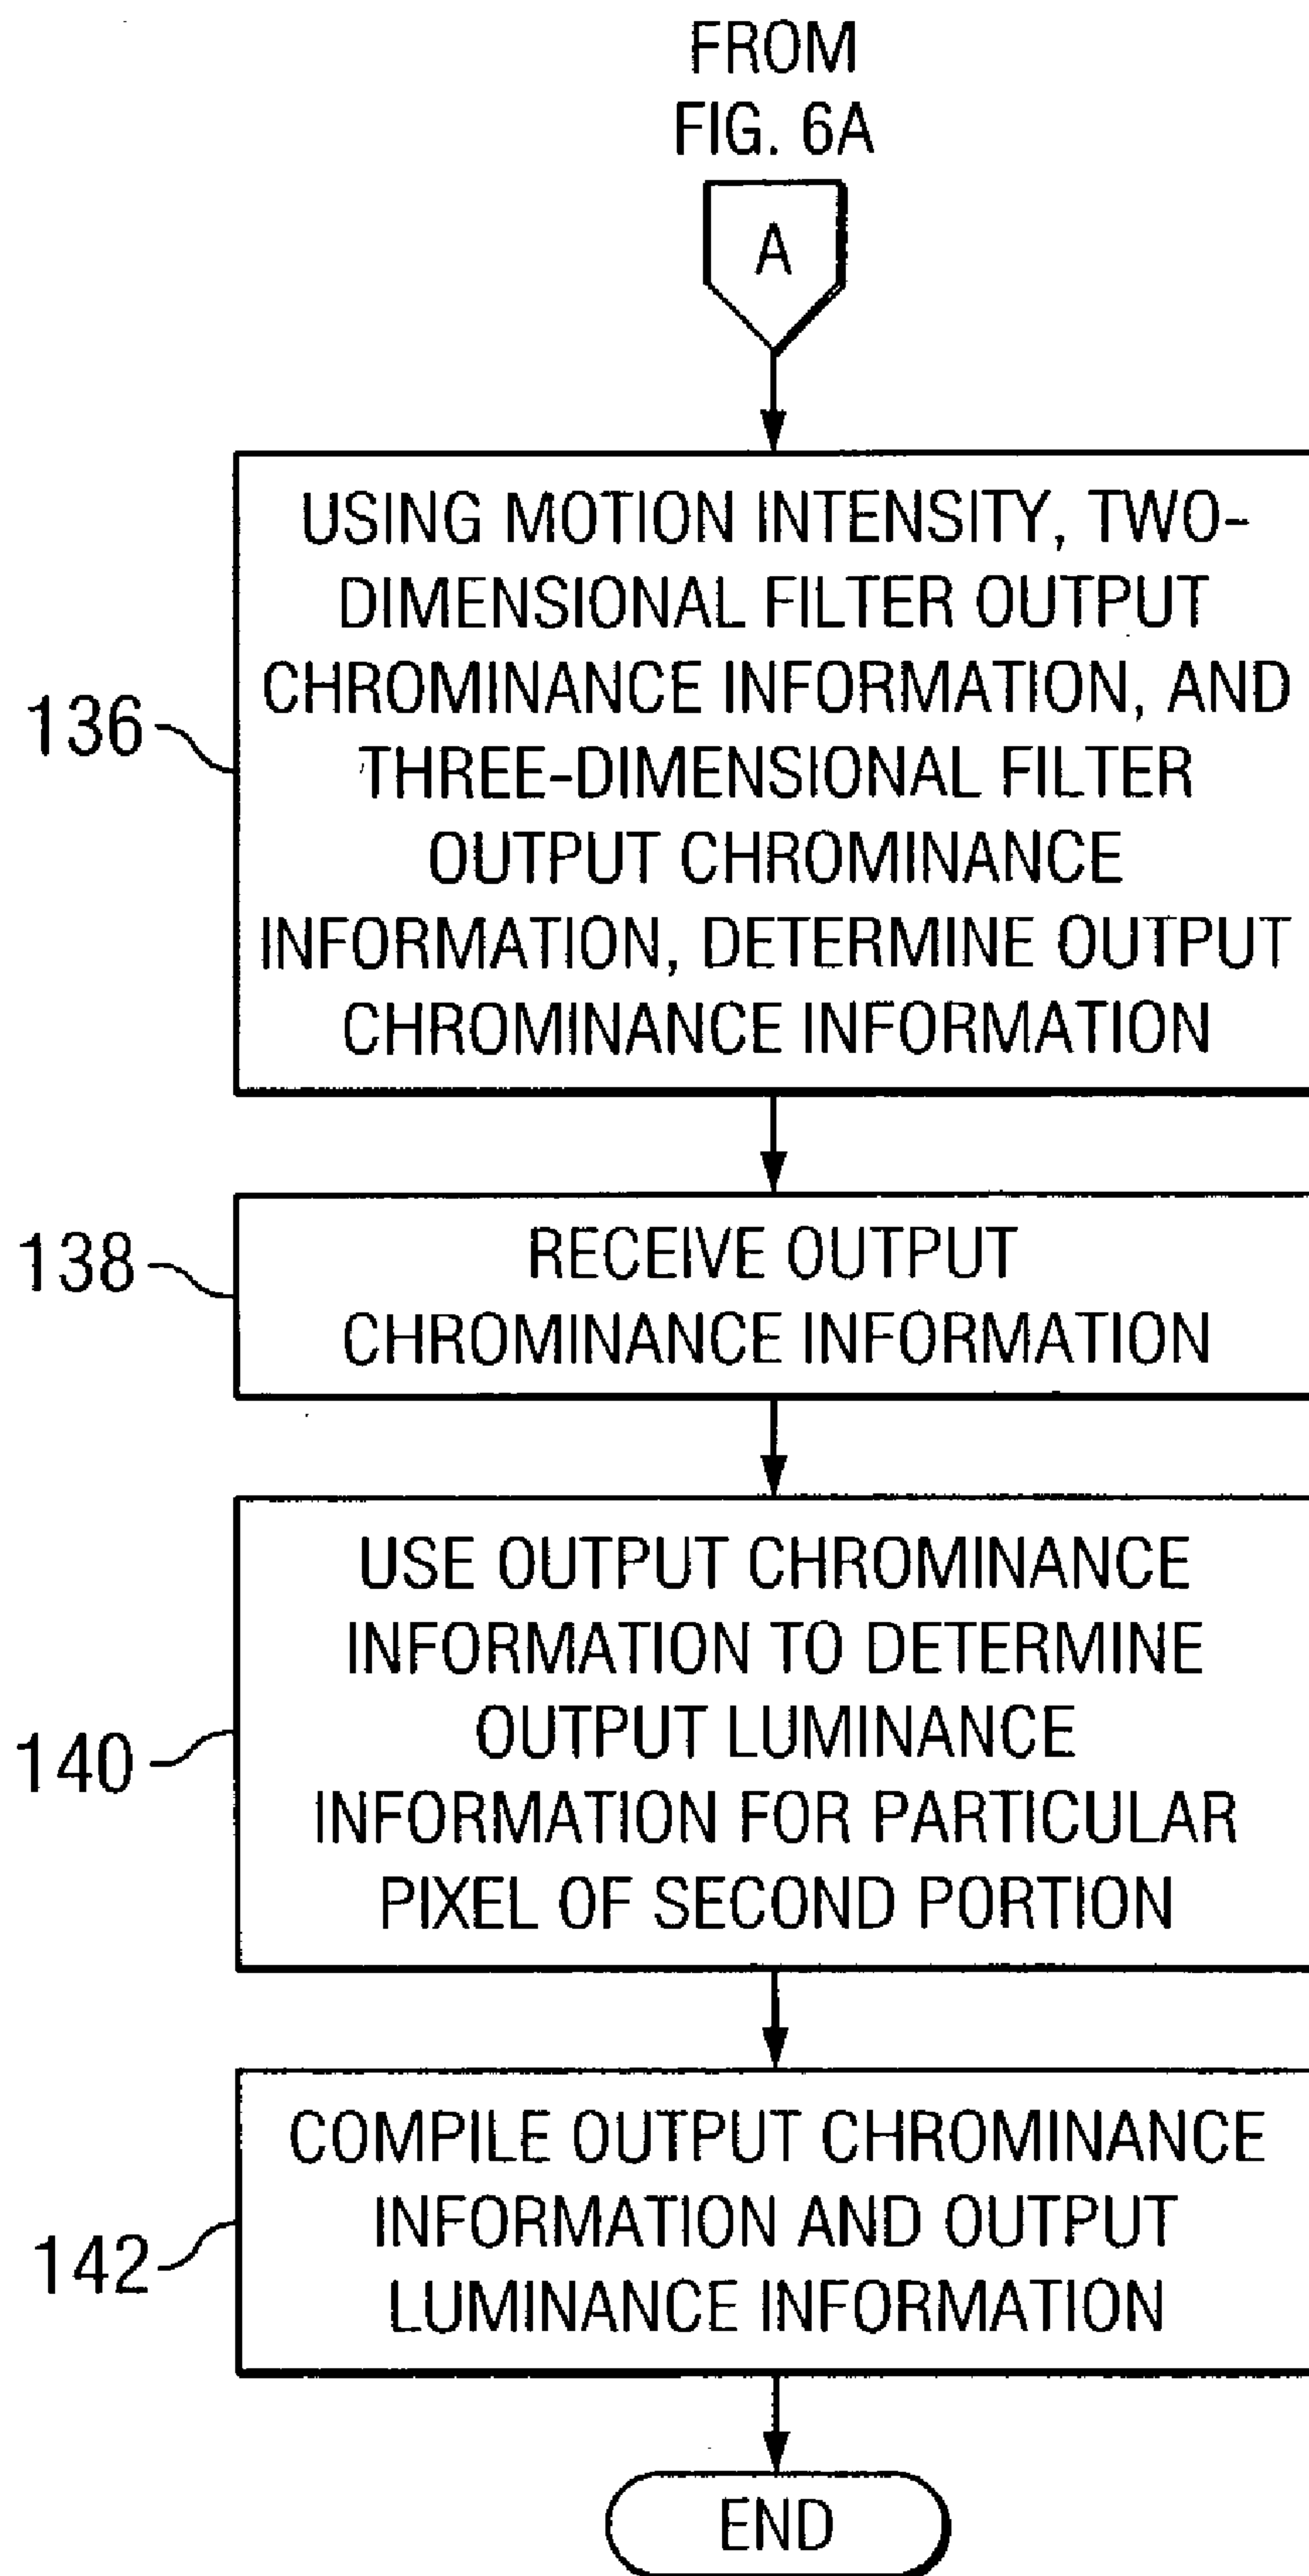 FROM
FIG. 6A
A
USING MOTION INTENSITY, TWO-
DIMENSIONAL FILTER OUTPUT
CHROMINANCE INFORMATION, AND
THREE-DIMENSIONAL FILTER
OUTPUT CHROMINANCE
INFORMATION, DETERMINE OUTPUT
CHROMINANCE INFORMATION
136
RECEIVE OUTPUT
CHROMINANCE INFORMATION
138
USE OUTPUT CHROMINANCE
INFORMATION TO DETERMINE
OUTPUT LUMINANCE
INFORMATION FOR PARTICULAR
PIXEL OF SECOND PORTION
140
COMPILE OUTPUT CHROMINANCE
INFORMATION AND OUTPUT
LUMINANCE INFORMATION
142
END